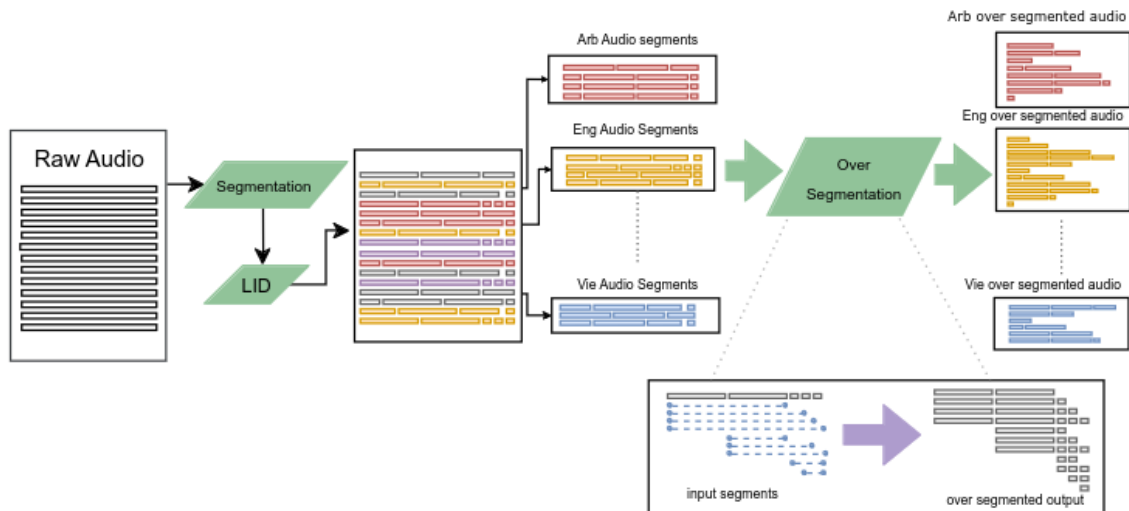 Raw Audio
Segmentation
LID
Arb Audio segments
Eng Audio Segments
Vie Audio Segments
Over
Segmentation
Arb over segmented audio
Eng over segmented audio
Vie over segmented audio
input segments
over segmented output